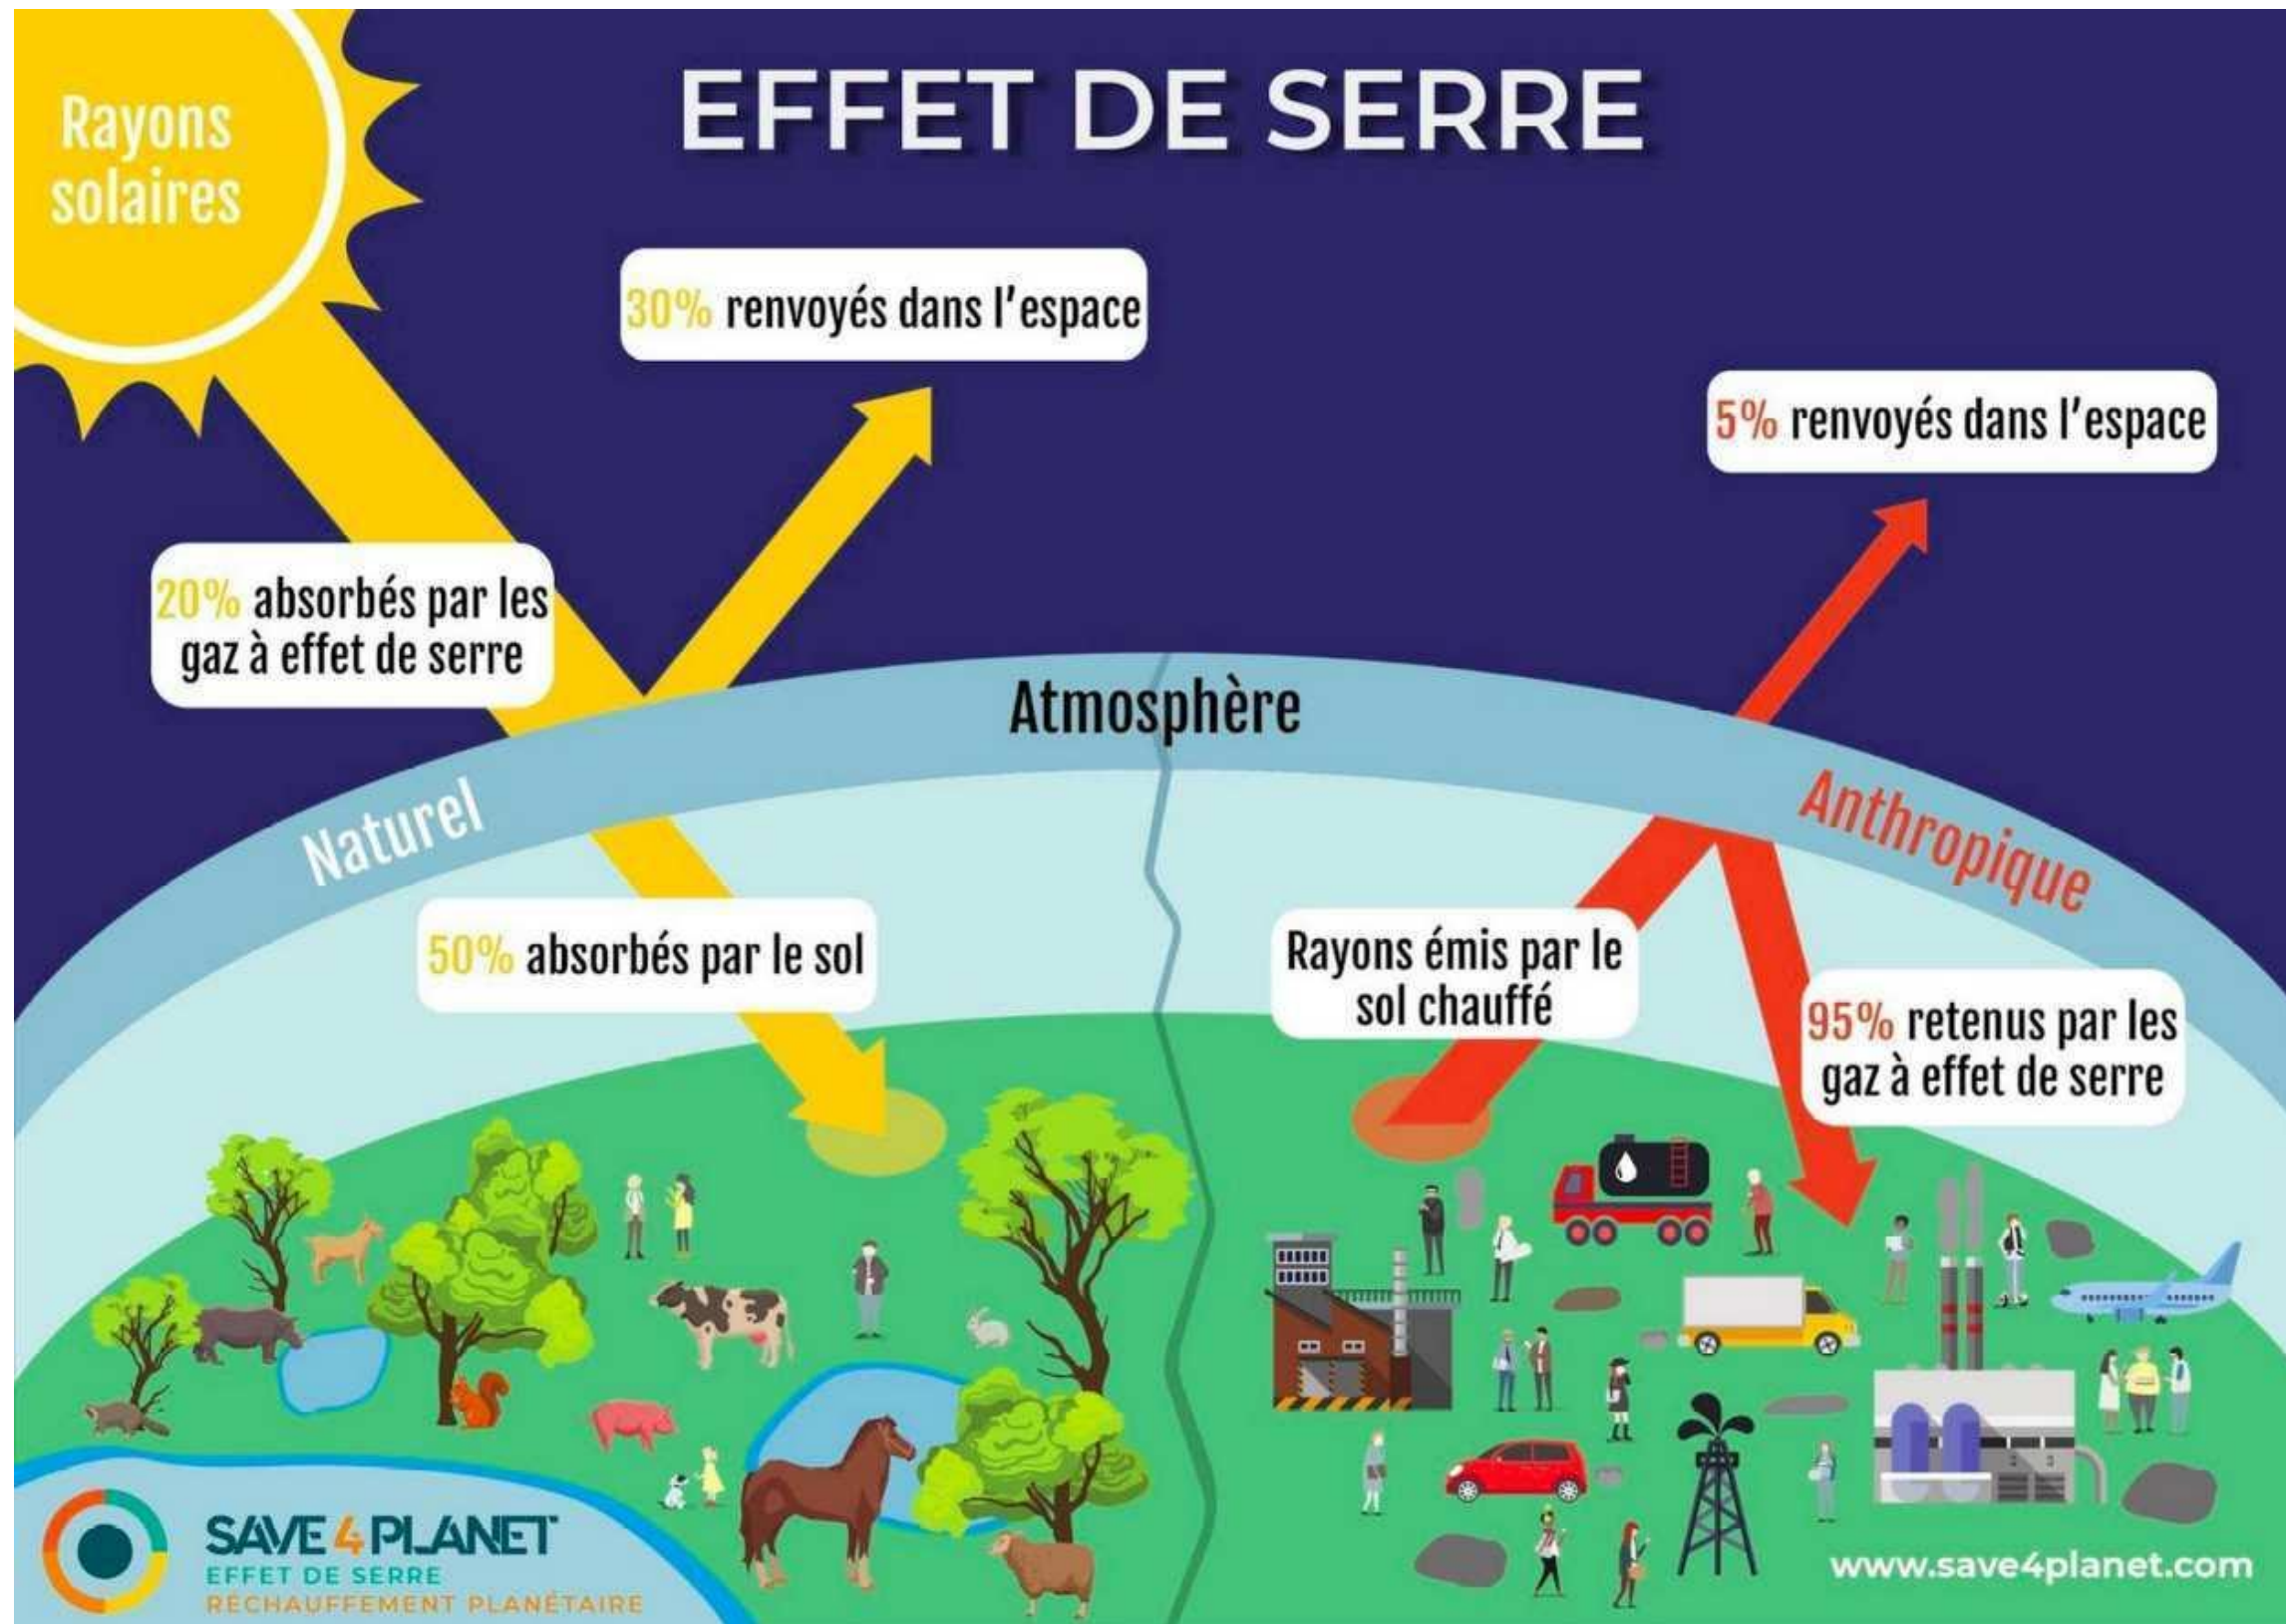 EFFET DE SERRE
Rayons
solaires
30% renvoyés dans l'espace
5% renvoyés dans l'espace
20% absorbés par les
gaz à effet de serre
Atmosphère
Naturel
Anthropique
50% absorbés par le sol
Rayons émis par le
sol chauffé
95% retenus par les
gaz à effet de serre
SAVE 4 PLANET
EFFET DE SERRE
RÉCHAUFFEMENT PLANÉTAIRE
www.save4planet.com